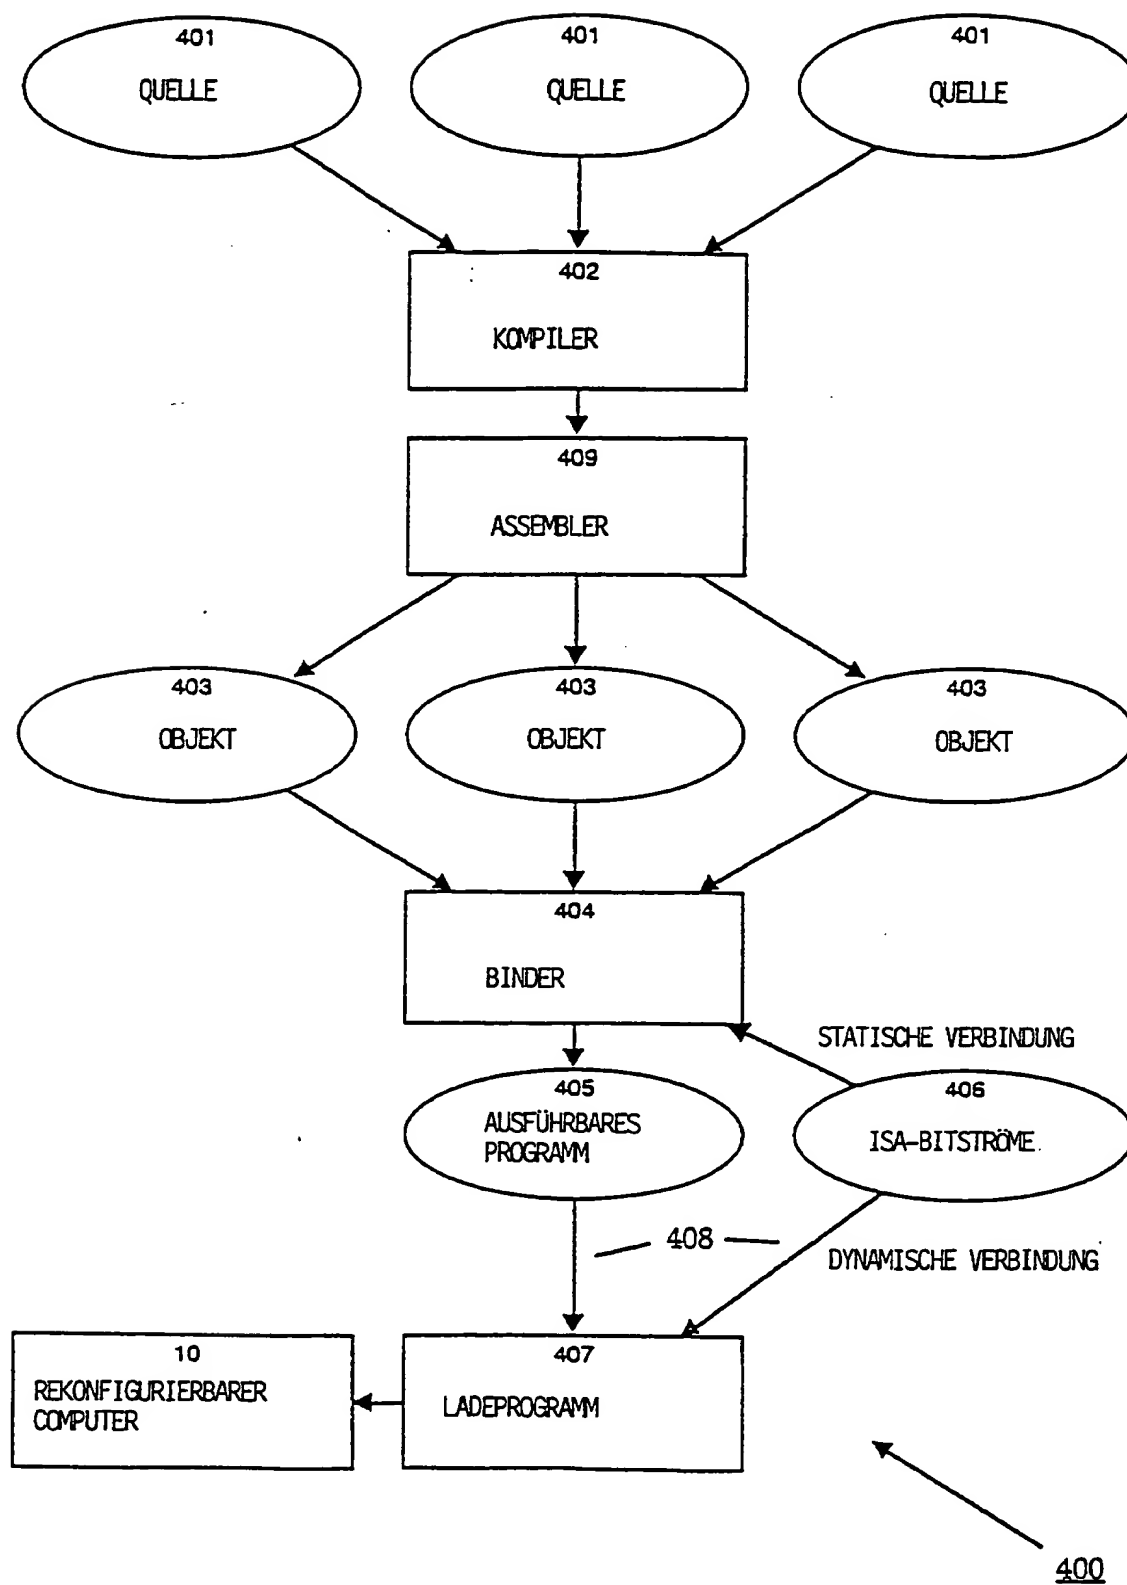 401
QUELLE
401
QUELLE
401
QUELLE
402
KOMPILER
409
ASSEMBLER
403
OBJEKT
403
OBJEKT
403
OBJEKT
404
BINDER
STATISCHE VERBINDUNG
405
AUSFÜHRBARES
PROGRAMM
406
ISA-BITSTRÖME
408
DYNAMISCHE VERBINDUNG
10
REKONFIGURIERBARER
COMPUTER
407
LADEPROGRAMM
400